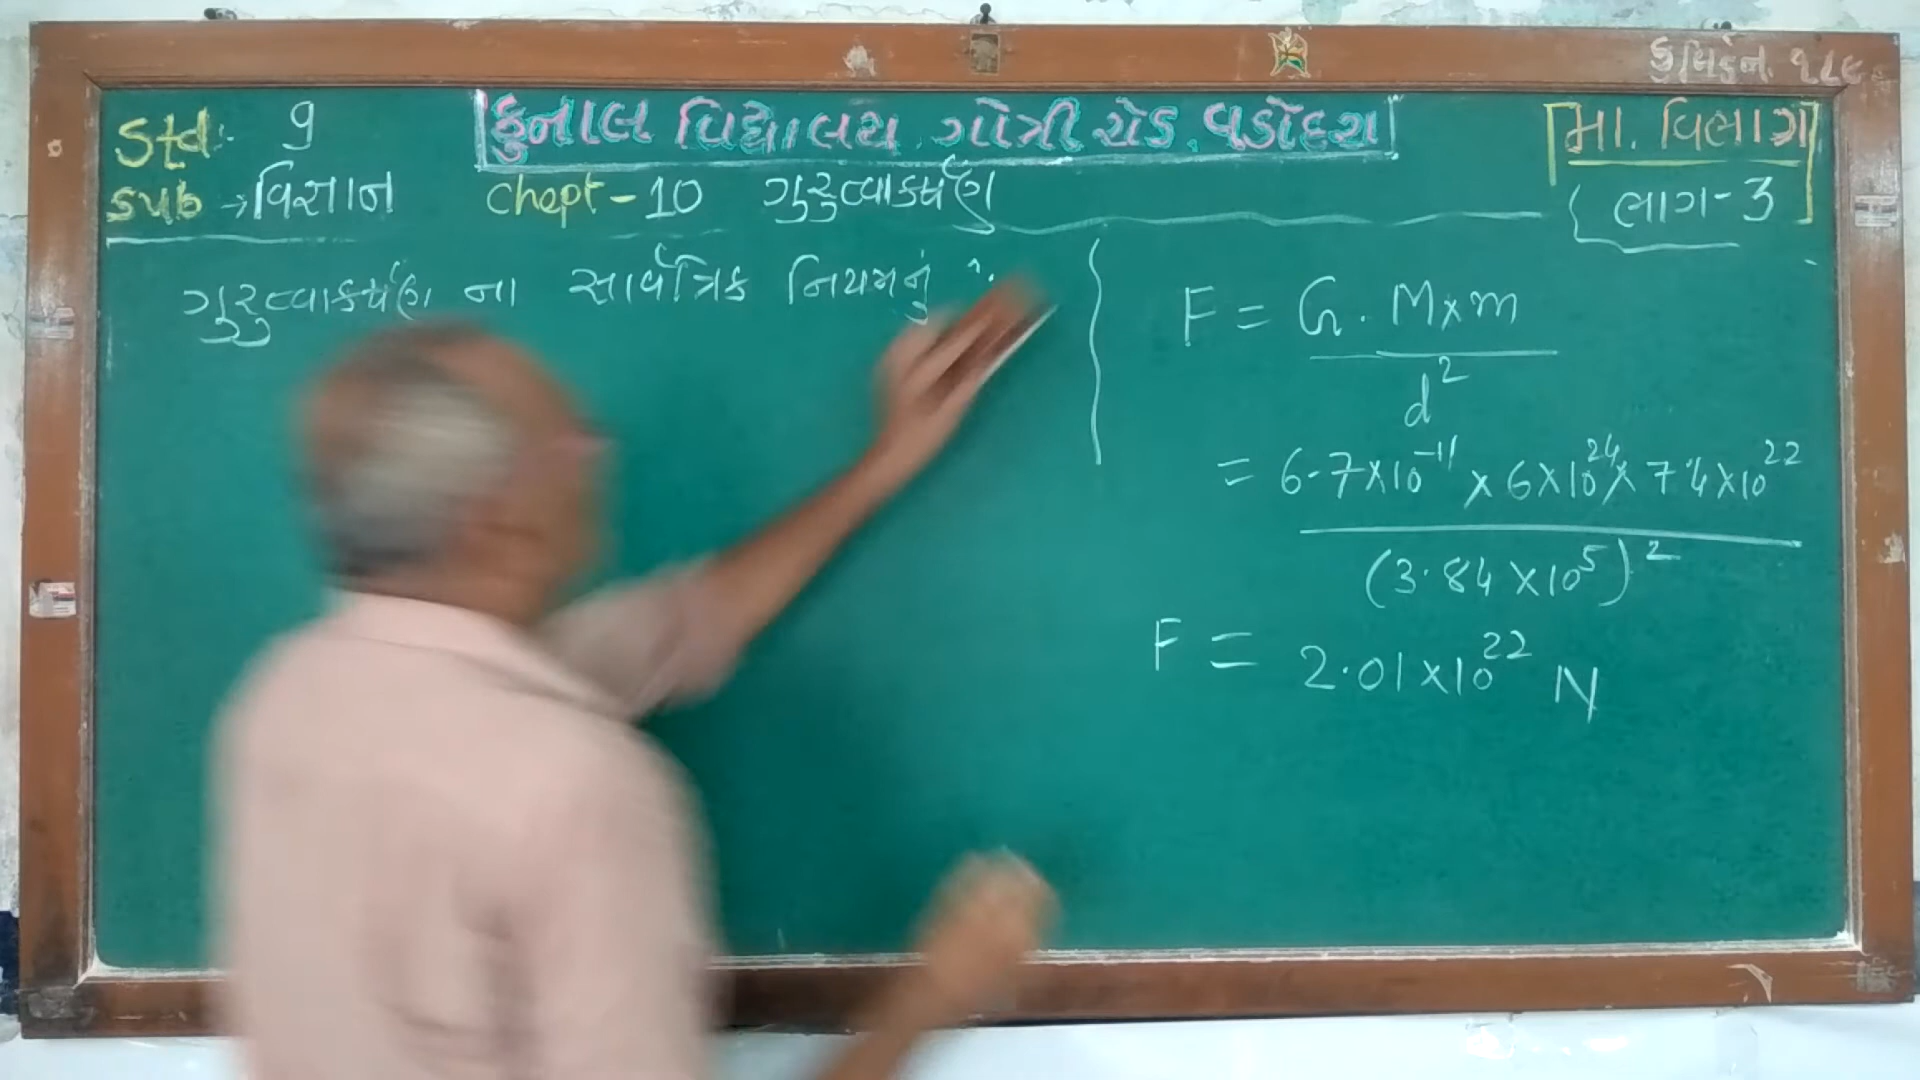 Std:- 9
કુનાલ વિદ્યાલય, ગોત્રી રોડ, વડોદરા
મા. વિભાગ
sub → વિજ્ઞાન chept - 10 ગુરુત્વાકર્ષણ
ભાગ-3
ગુરુત્વાકર્ષણ ના સાર્વત્રિક નિયમનું
F = G. M×m
d²
= 6.7×10⁻¹¹ × 6×10²⁴ × 7.4×10²²
(3.84×10⁵)²
F = 2.01×10²² N